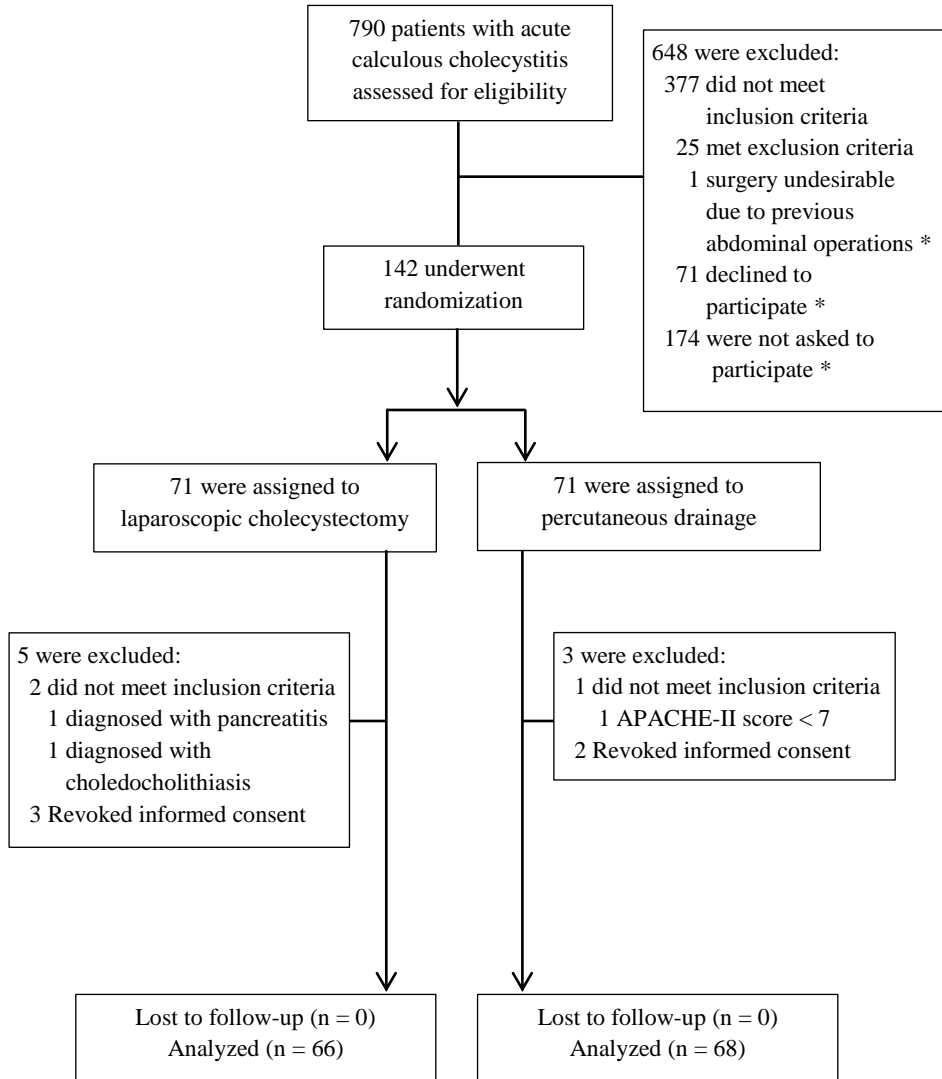 790 patients with acute
calculous cholecystitis
assessed for eligibility
648 were excluded:
377 did not meet
inclusion criteria
25 met exclusion criteria
1 surgery undesirable
due to previous
abdominal operations *
71 declined to
participate *
174 were not asked to
participate *
142 underwent
randomization
71 were assigned to
laparoscopic cholecystectomy
71 were assigned to
percutaneous drainage
5 were excluded:
2 did not meet inclusion criteria
1 diagnosed with pancreatitis
1 diagnosed with
choledocholithiasis
3 Revoked informed consent
3 were excluded:
1 did not meet inclusion criteria
1 APACHE-II score < 7
2 Revoked informed consent
Lost to follow-up (n = 0)
Analyzed (n = 66)
Lost to follow-up (n = 0)
Analyzed (n = 68)